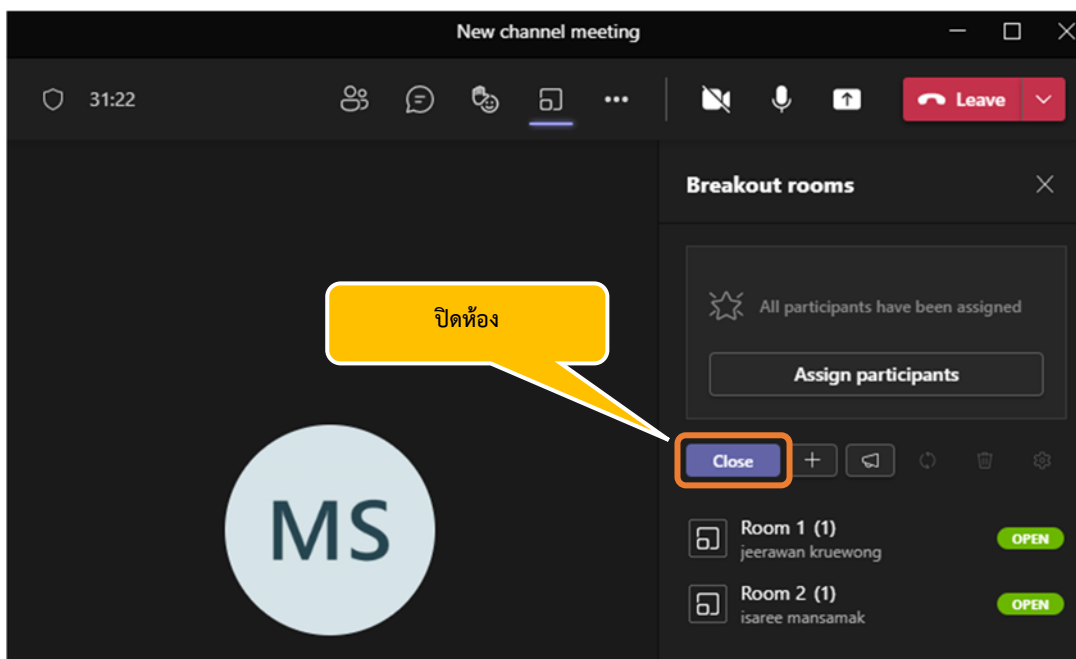 New channel meeting
31:22
Leave
Breakout rooms
All participants have been assigned
Assign participants
ปิดห้อง
Close
MS
Room 1 (1)
jeerawan kruewong
OPEN
Room 2 (1)
isaree mansamak
OPEN